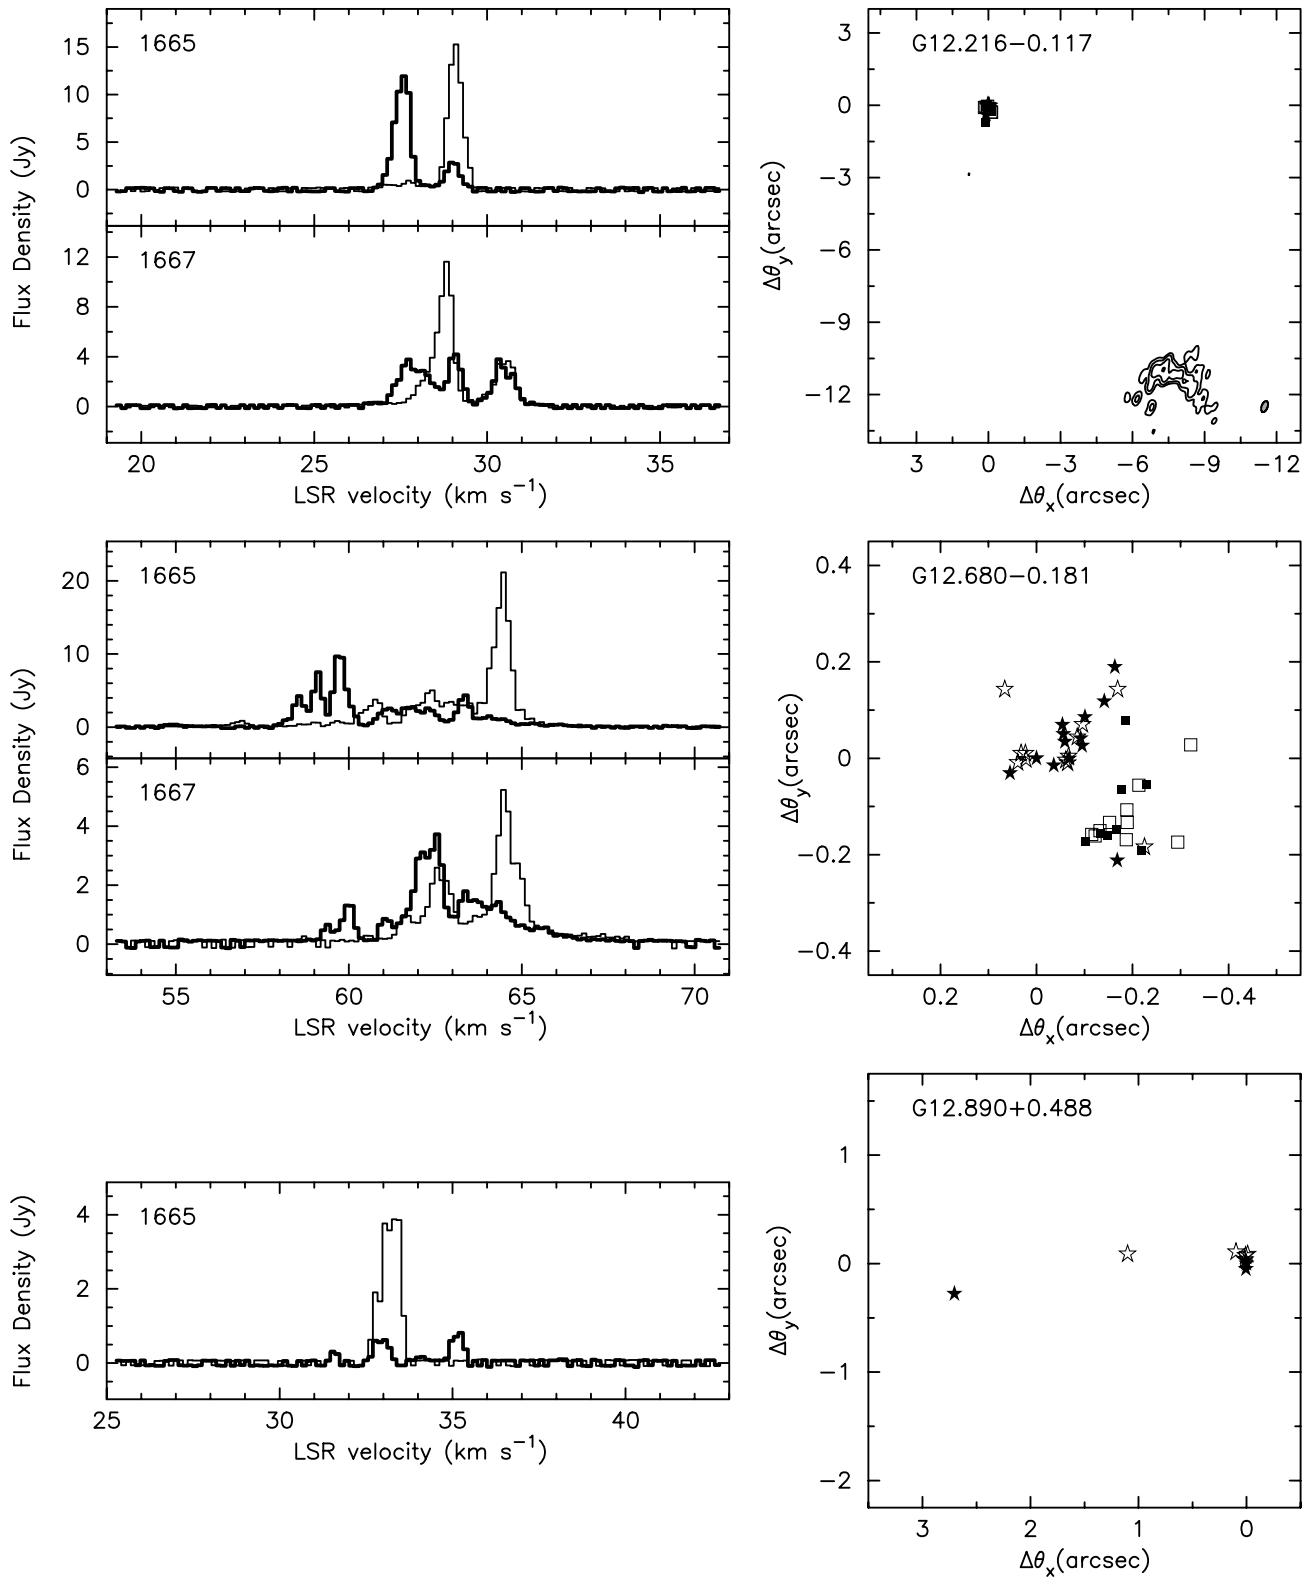 1665
15
10
5
0
Flux Density (Jy)
1667
12
8
4
0
20 25 30 35
LSR velocity (km s−1)
G12.216−0.117
3
0
−3
−6
−9
−12
Δθy(arcsec)
3 0 −3 −6 −9 −12
Δθx(arcsec)
1665
20
10
0
Flux Density (Jy)
1667
6
4
2
0
55 60 65 70
LSR velocity (km s−1)
G12.680−0.181
0.4
0.2
0
−0.2
−0.4
Δθy(arcsec)
0.2 0 −0.2 −0.4
Δθx(arcsec)
1665
4
2
0
Flux Density (Jy)
25 30 35 40
LSR velocity (km s−1)
G12.890+0.488
1
0
−1
−2
Δθy(arcsec)
3 2 1 0
Δθx(arcsec)